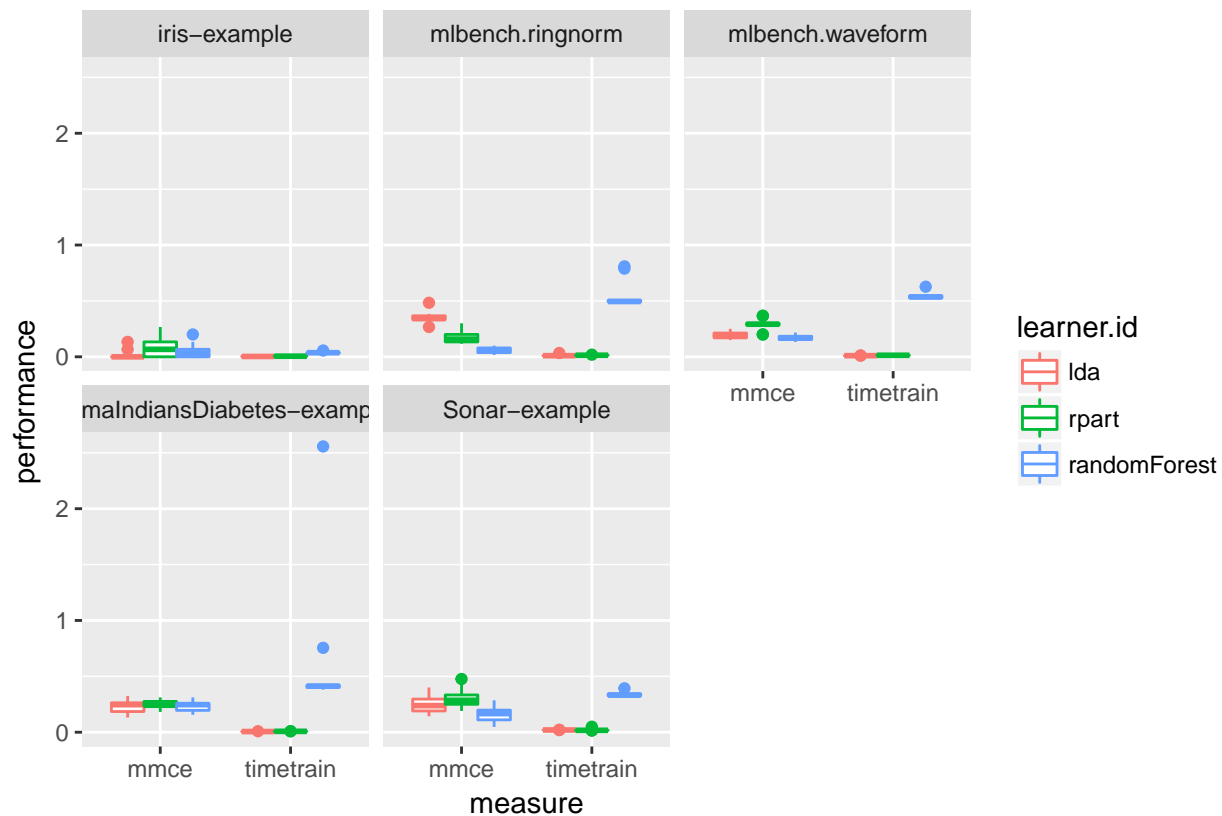 iris−example
mlbench.ringnorm
mlbench.waveform
2
1
0
mmce
timetrain
maIndiansDiabetes−examp
Sonar−example
2
1
0
mmce
timetrain
mmce
timetrain
measure
performance
learner.id
lda
rpart
randomForest